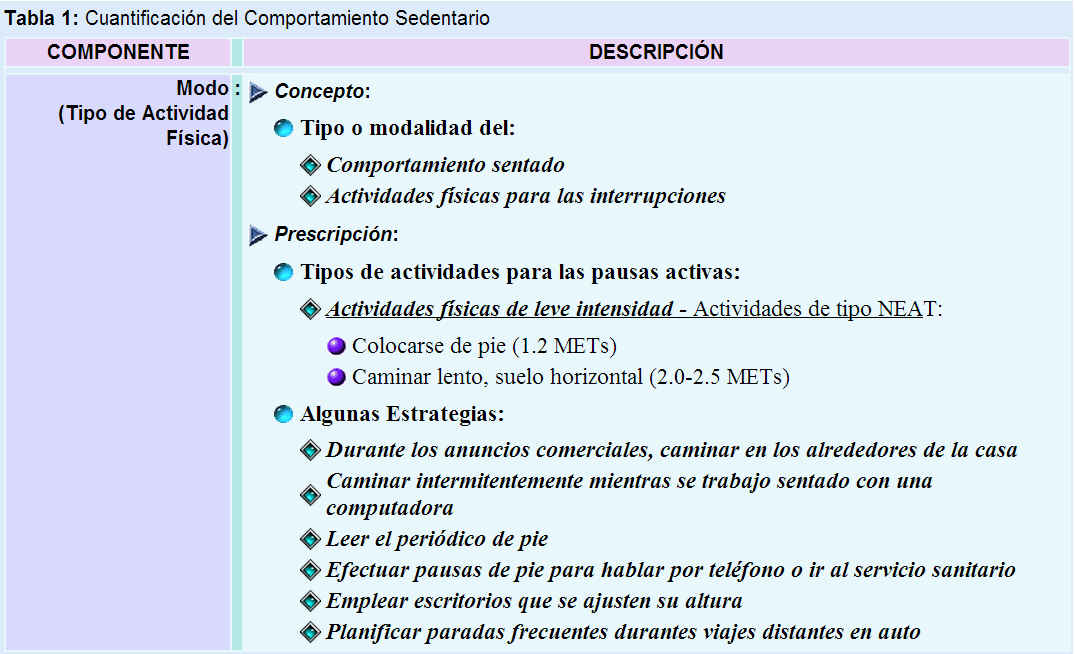 Tabla 1: Cuantificación del Comportamiento Sedentario
COMPONENTE
DESCRIPCIÓN
Modo :
(Tipo de Actividad
Física)
Concepto:
Tipo o modalidad del:
Comportamiento sentado
Actividades físicas para las interrupciones
Prescripción:
Tipos de actividades para las pausas activas:
Actividades físicas de leve intensidad - Actividades de tipo NEAT:
Colocarse de pie (1.2 METs)
Caminar lento, suelo horizontal (2.0-2.5 METs)
Algunas Estrategias:
Durante los anuncios comerciales, caminar en los alrededores de la casa
Caminar intermitentemente mientras se trabajo sentado con una
computadora
Leer el periódico de pie
Efectuar pausas de pie para hablar por teléfono o ir al servicio sanitario
Emplear escritorios que se ajusten su altura
Planificar paradas frecuentes durantes viajes distantes en auto